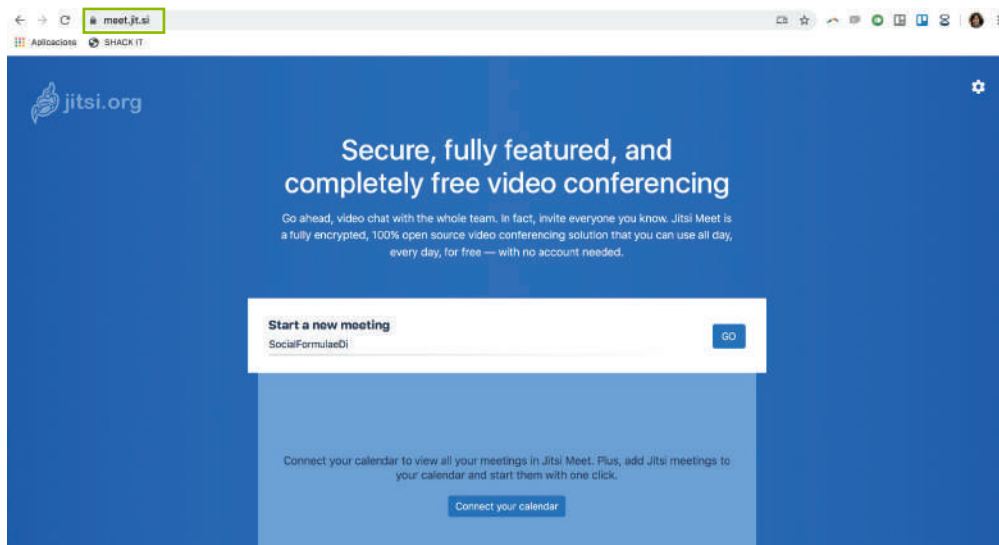 meet.jit.si
Aplicacions SHACK IT
jitsi.org
Secure, fully featured, and
completely free video conferencing
Go ahead, video chat with the whole team. In fact, invite everyone you know. Jitsi Meet is
a fully encrypted, 100% open source video conferencing solution that you can use all day,
every day, for free — with no account needed.
Start a new meeting
SocialFormulaeDi
GO
Connect your calendar to view all your meetings in Jitsi Meet. Plus, add Jitsi meetings to
your calendar and start them with one click.
Connect your calendar